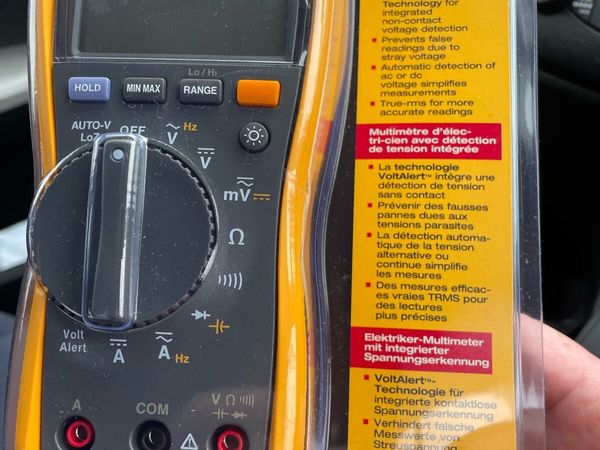 Lo / Hi
HOLD
MIN MAX
RANGE
AUTO-V
LoZ
OFF
V Hz
V
mV
Ω
Volt
Alert
A
A Hz
A
COM
V Ω
Technology for
integrated
non-contact
voltage detection
Prevents false
readings due to
stray voltage
Automatic detection of
ac or dc
voltage simplifies
measurements
True-rms for more
accurate readings
Multimètre d'élec-
tri-cien avec détection
de tension intégrée
La technologie
VoltAlert™ intègre une
détection de tension
sans contact
Prévenir des fausses
pannes dues aux
tensions parasites
La détection automa-
tique de la tension
alternative ou
continue simplifie
les mesures
Des mesures efficac-
es vraies TRMS pour
des lectures
plus précises
Elektriker-Multimeter
mit integrierter
Spannungserkennung
VoltAlert™-
Technologie für
integrierte kontaktlose
Spannungserkennung
Verhindert falsche
Messwerte von
Streuspannung